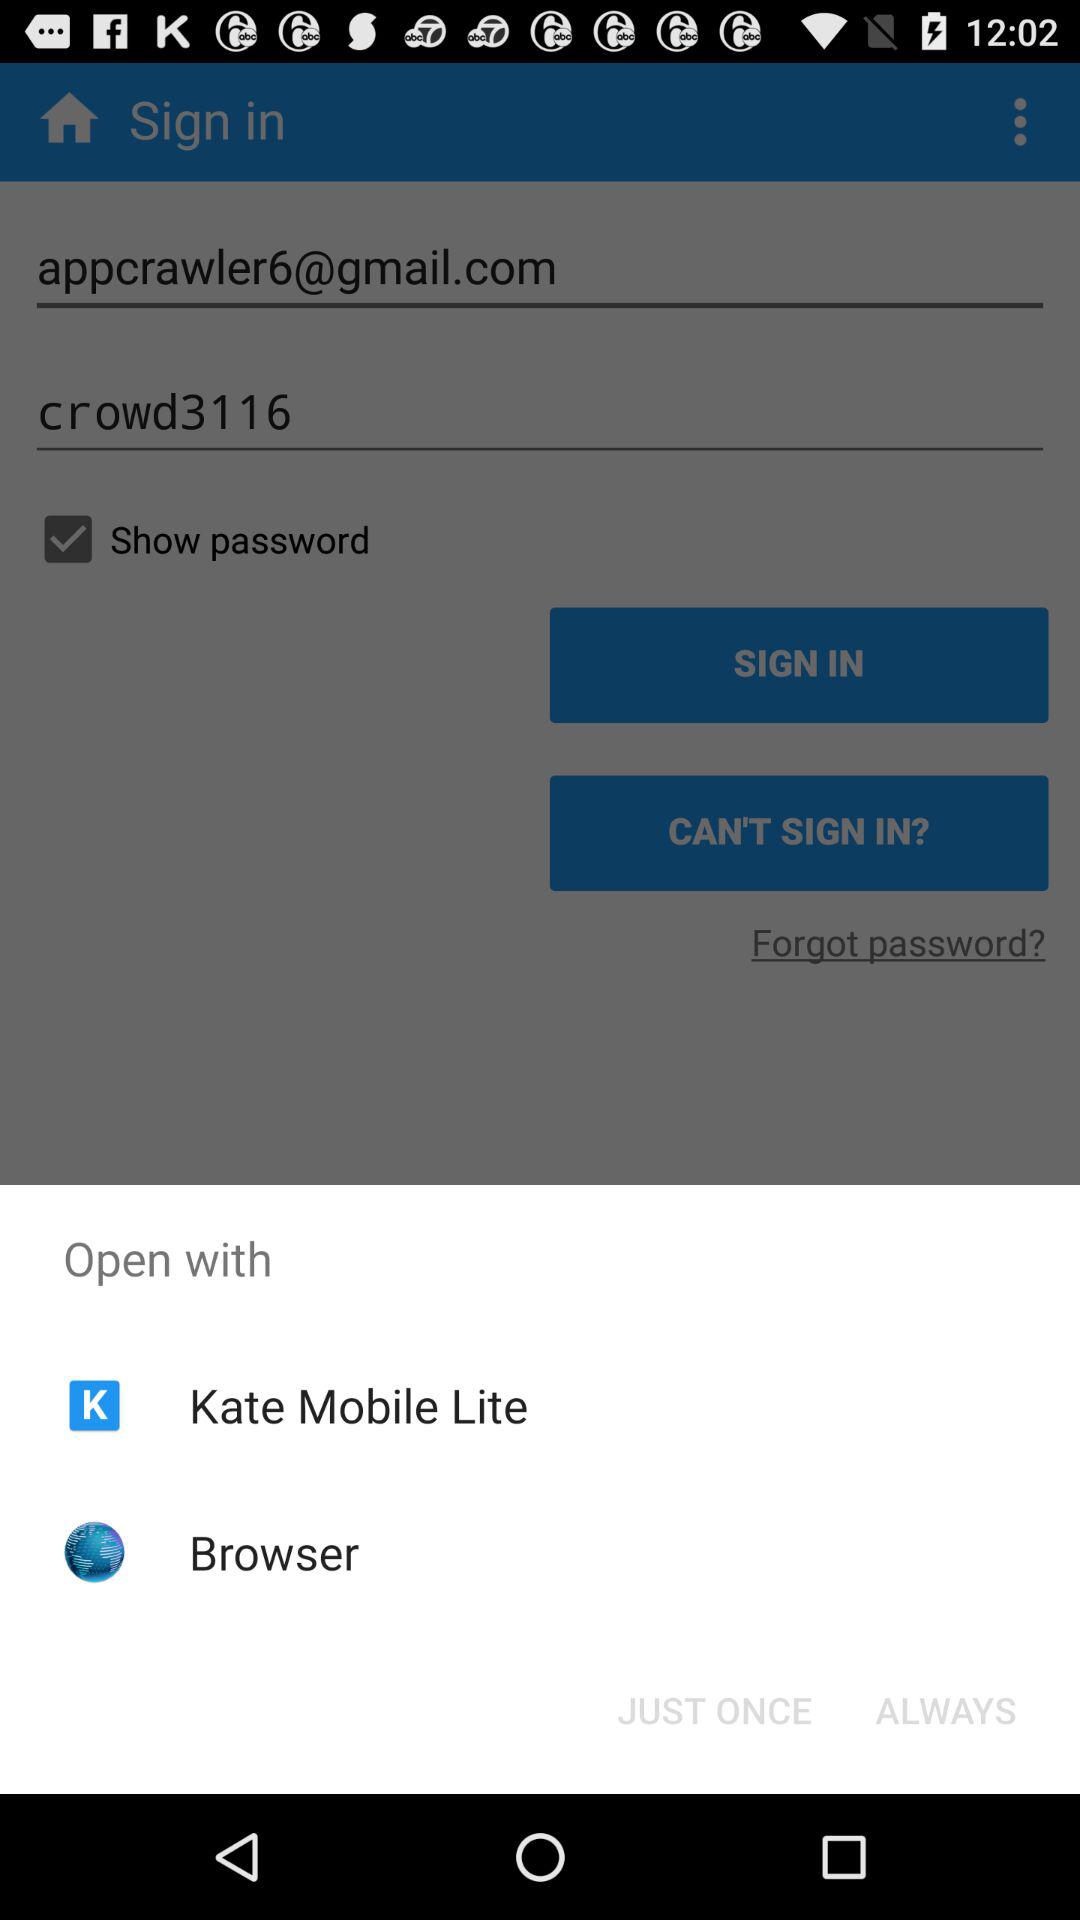 12:02
Sign in
appcrawler6@gmail.com
crowd3116
Show password
SIGN IN
CAN'T SIGN IN?
Forgot password?
Open with
K Kate Mobile Lite
Browser
JUST ONCE ALWAYS